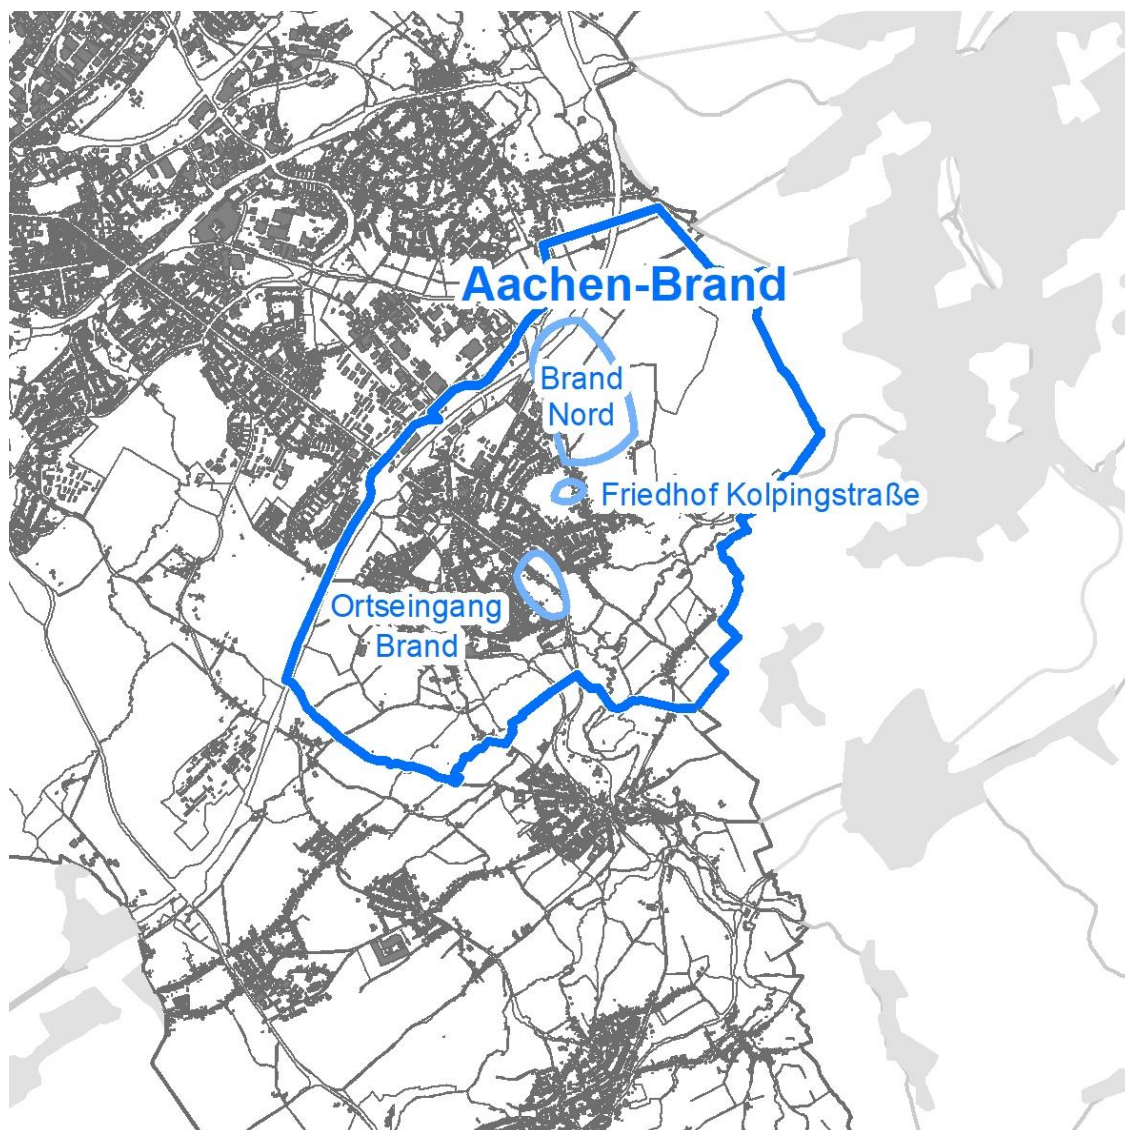 Aachen-Brand
Brand
Nord
Friedhof Kolpingstraße
Ortseingang
Brand